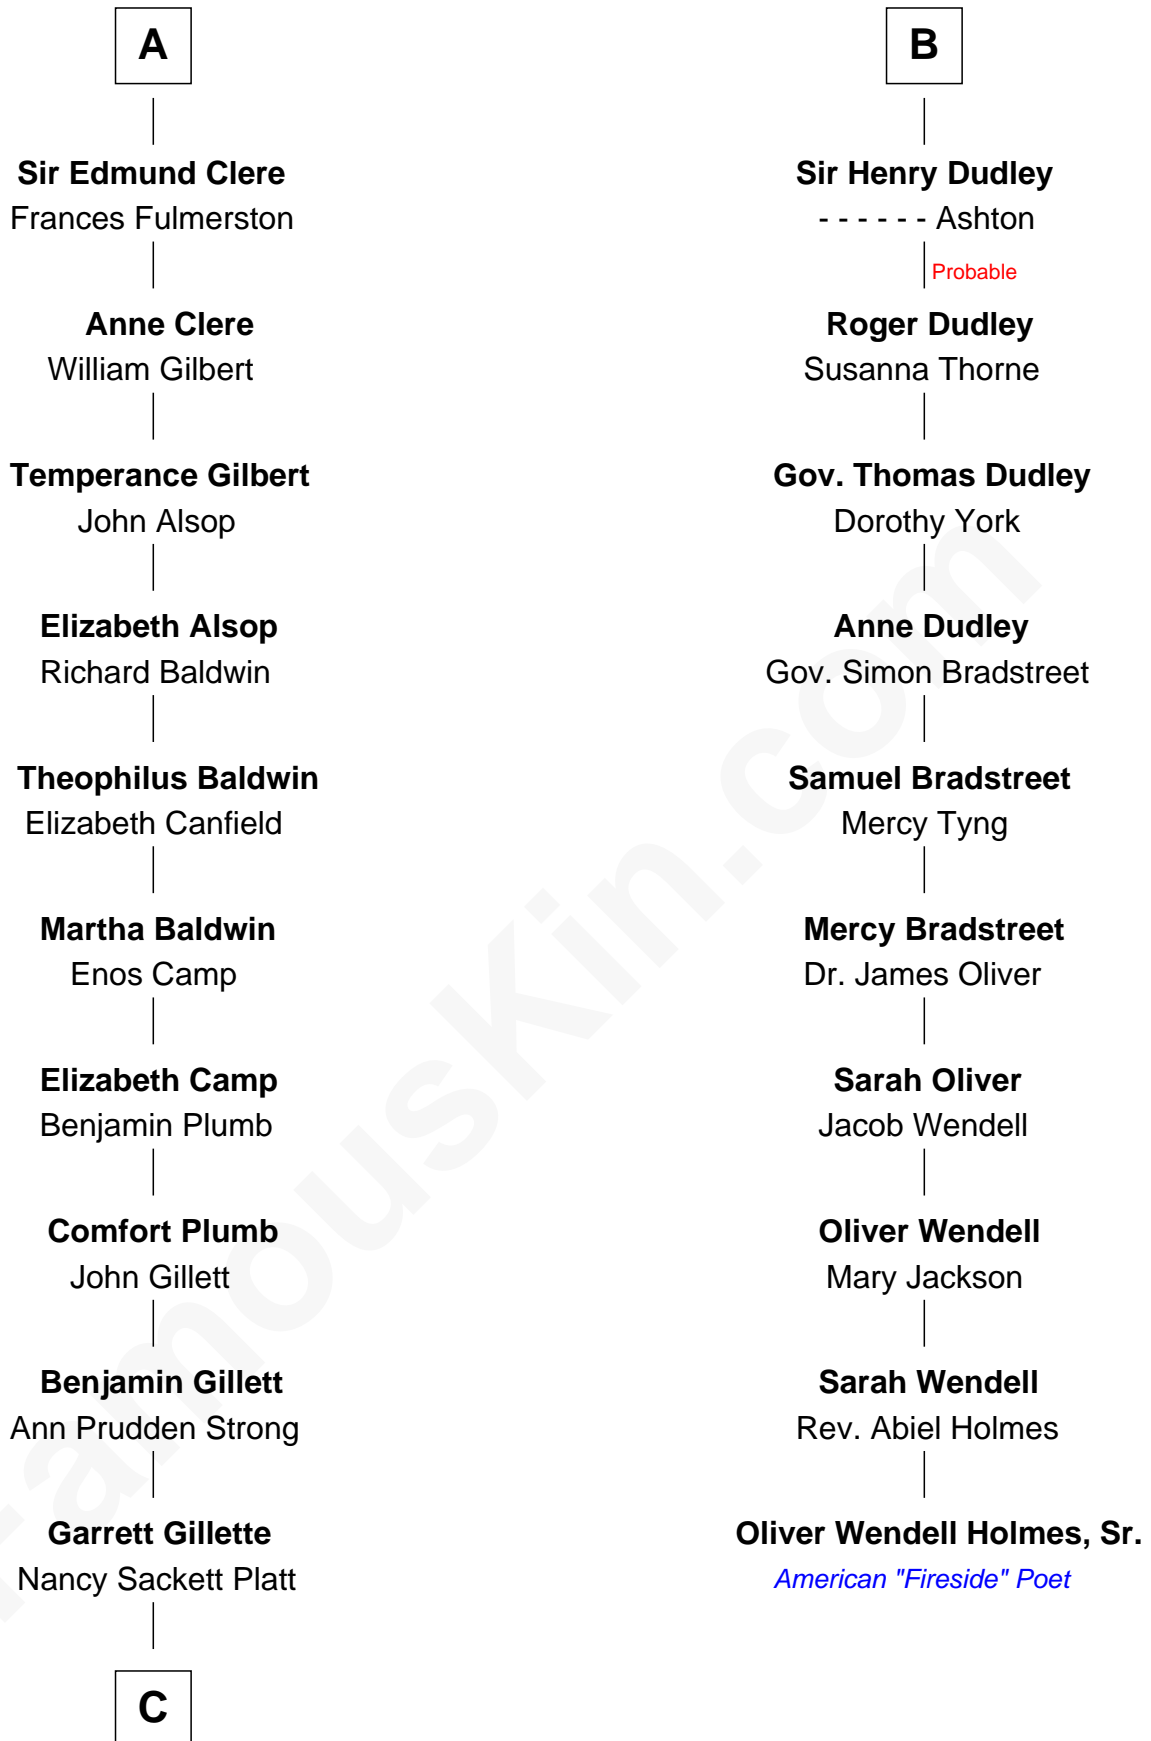 A
Sir Edmund Clere
Frances Fulmerston
Anne Clere
William Gilbert
Temperance Gilbert
John Alsop
Elizabeth Alsop
Richard Baldwin
Theophilus Baldwin
Elizabeth Canfield
Martha Baldwin
Enos Camp
Elizabeth Camp
Benjamin Plumb
Comfort Plumb
John Gillett
Benjamin Gillett
Ann Prudden Strong
Garrett Gillette
Nancy Sackett Platt
C
B
Sir Henry Dudley
- - - - - - Ashton
Probable
Roger Dudley
Susanna Thorne
Gov. Thomas Dudley
Dorothy York
Anne Dudley
Gov. Simon Bradstreet
Samuel Bradstreet
Mercy Tyng
Mercy Bradstreet
Dr. James Oliver
Sarah Oliver
Jacob Wendell
Oliver Wendell
Mary Jackson
Sarah Wendell
Rev. Abiel Holmes
Oliver Wendell Holmes, Sr.
American "Fireside" Poet
FamousKin.com